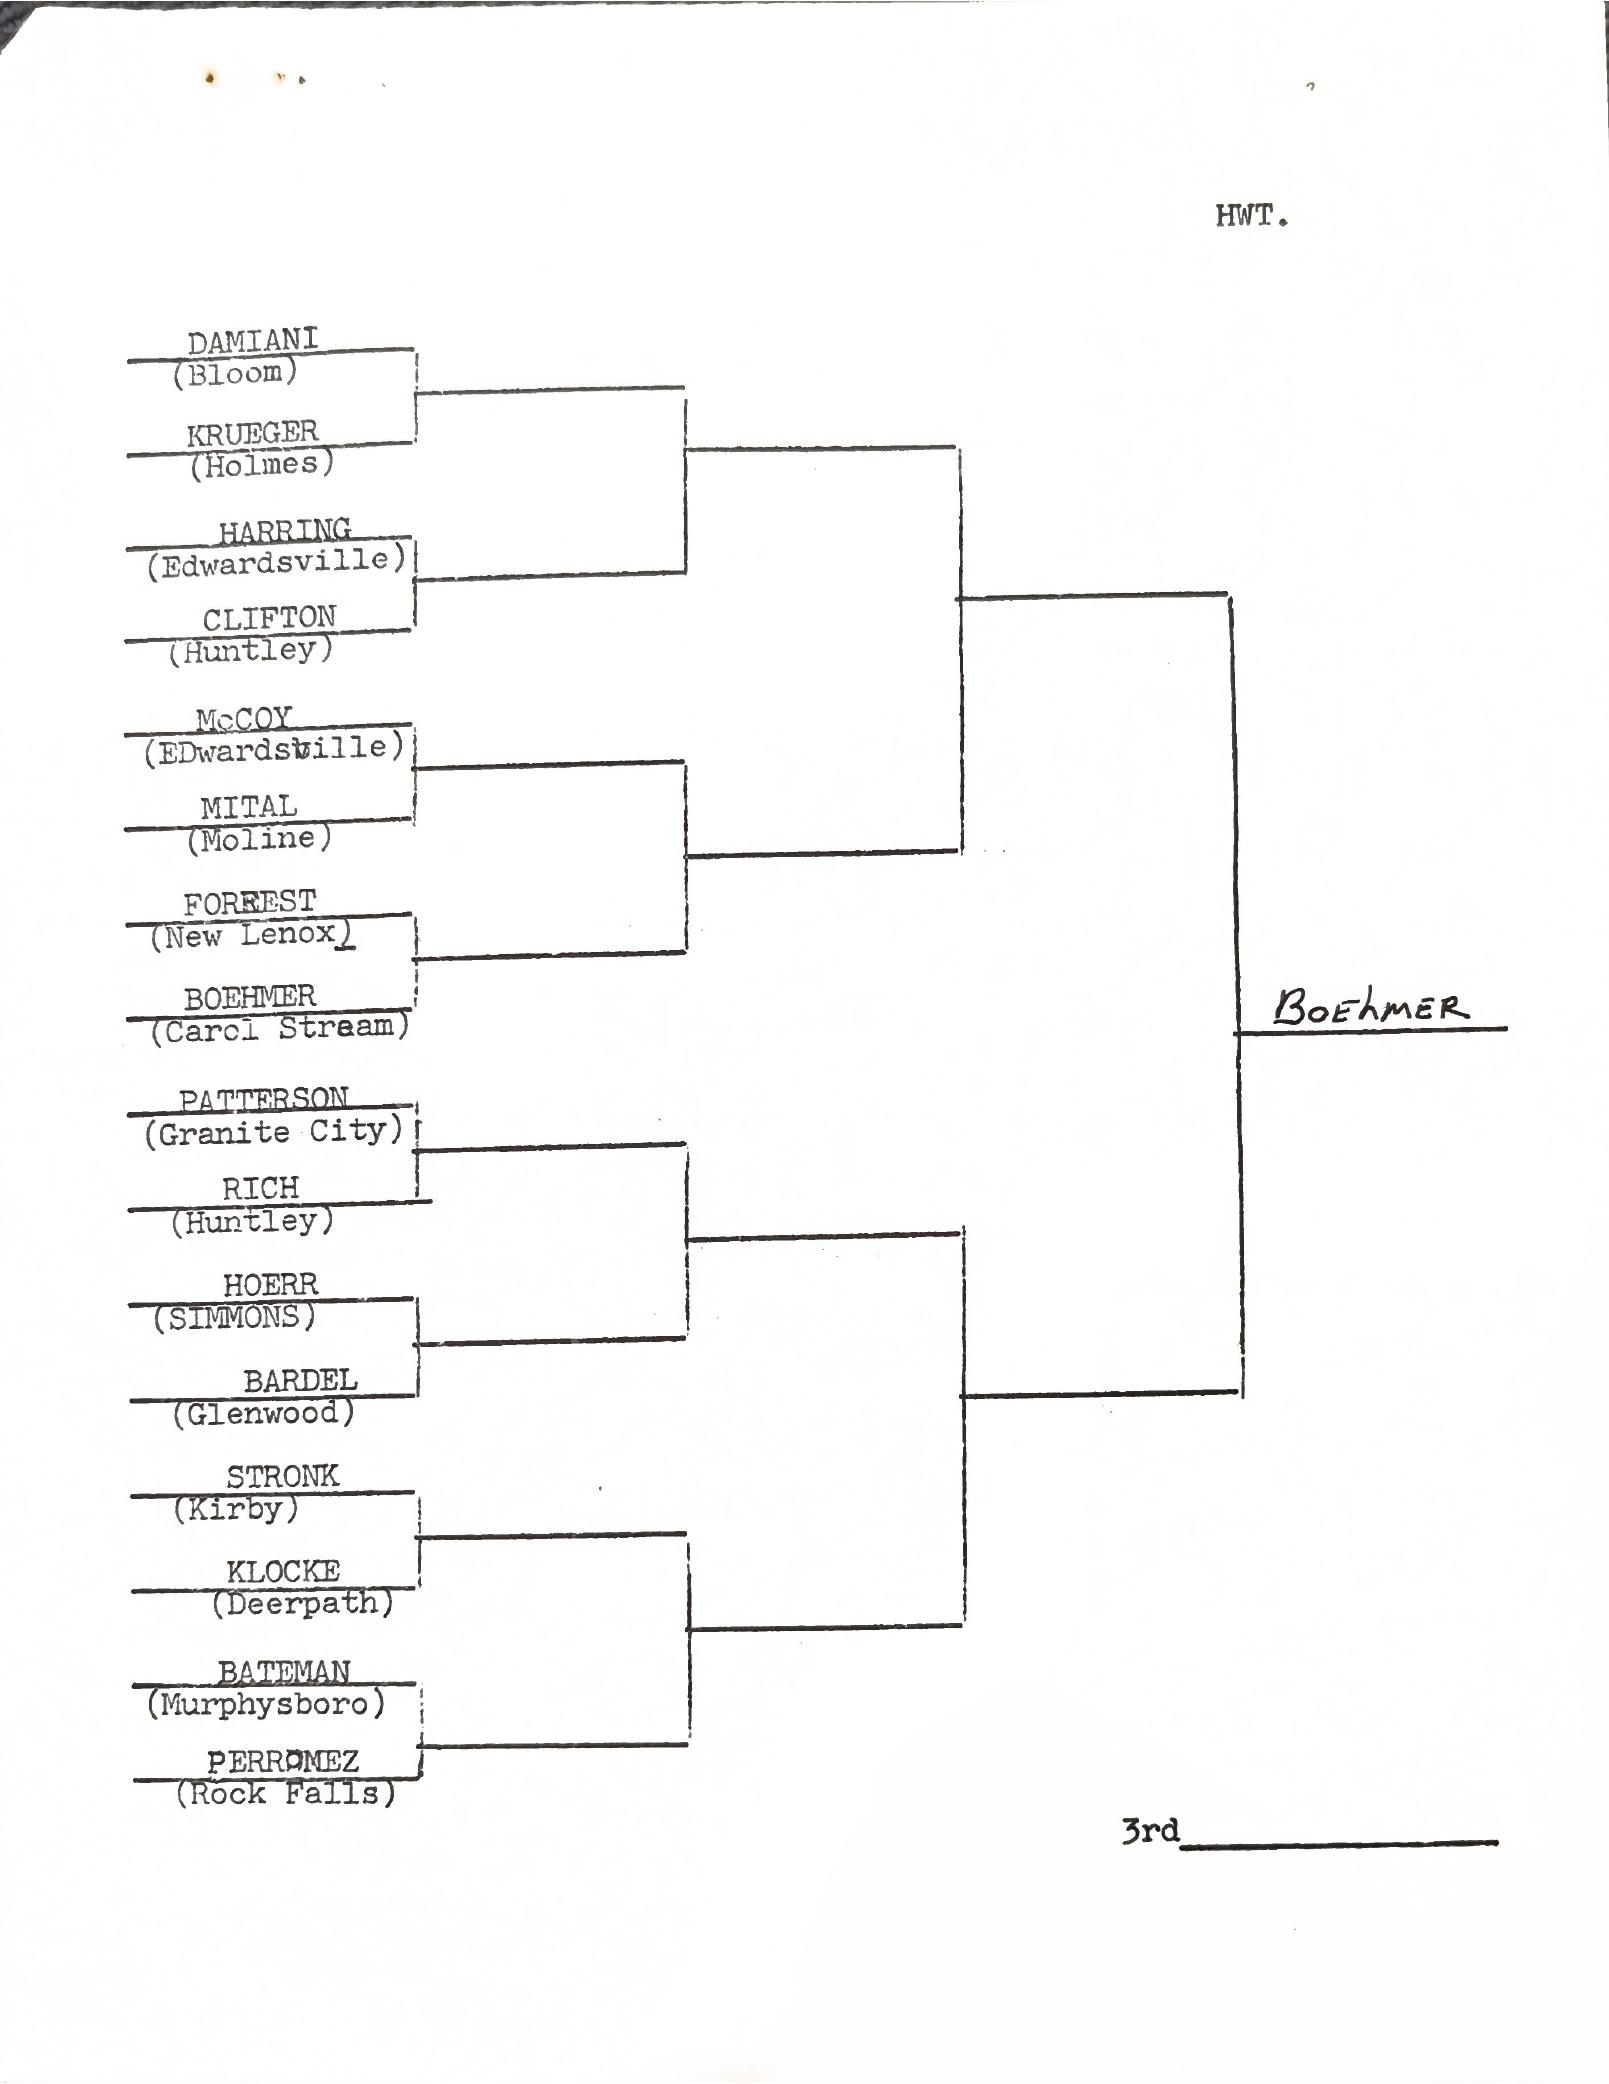 HWT.
DAMIANI
(Bloom)
KRUEGER
(Holmes)
HARRING
(Edwardsville)
CLIFTON
(Huntley)
McCOY
(EDwardsville)
MITAL
(Moline)
FORREST
(New Lenox)
BOEHMER
(Carol Stream)
BOEhMER
PATTERSON
(Granite City)
RICH
(Huntley)
HOERR
(SIMMONS)
BARDEL
(Glenwood)
STRONK
(Kirby)
KLOCKE
(Deerpath)
BATEMAN
(Murphysboro)
PERROMEZ
(Rock Falls)
3rd